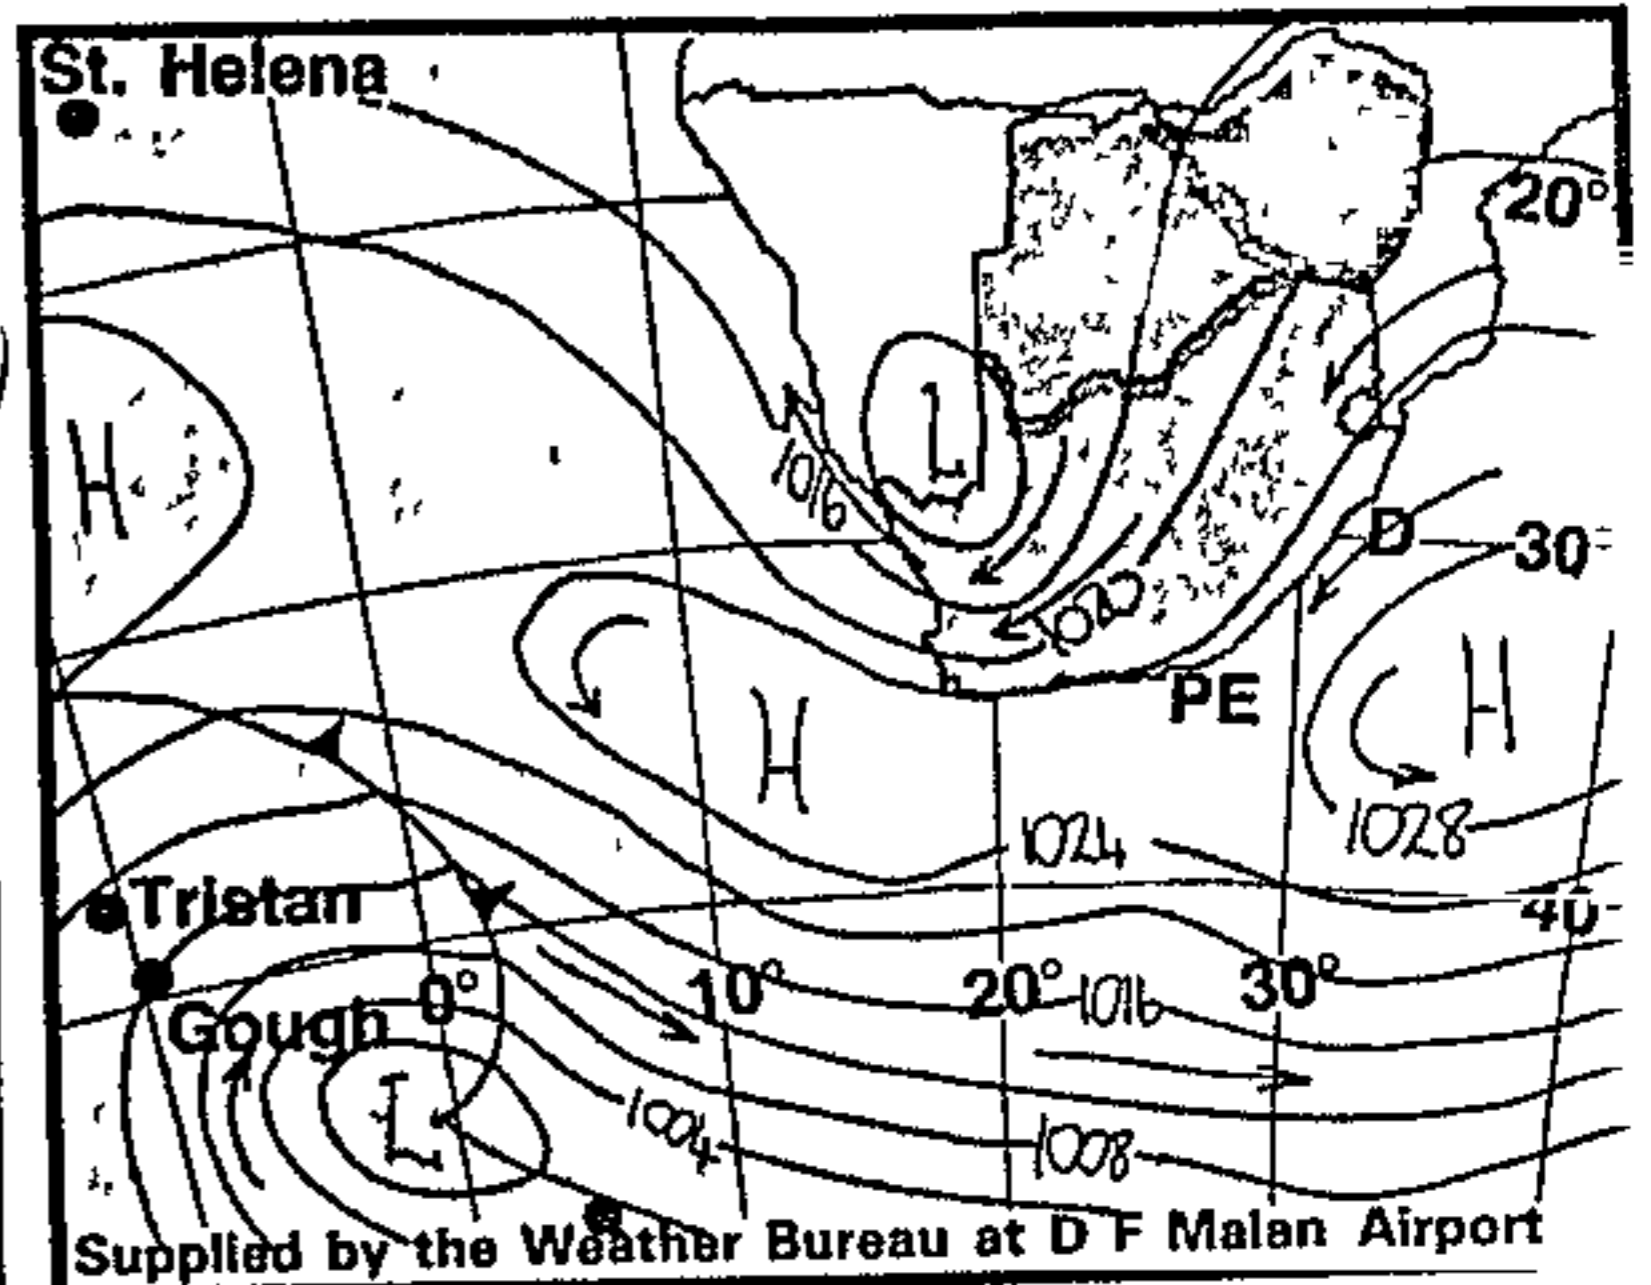 St. Helena
20°
H
L
1016
D
30
1020
PE
H
H
1024
1028
40
Tristan
0°
10°
20°
30°
1016
Gough
L
1004
1008
Supplied by the Weather Bureau at D F Malan Airport